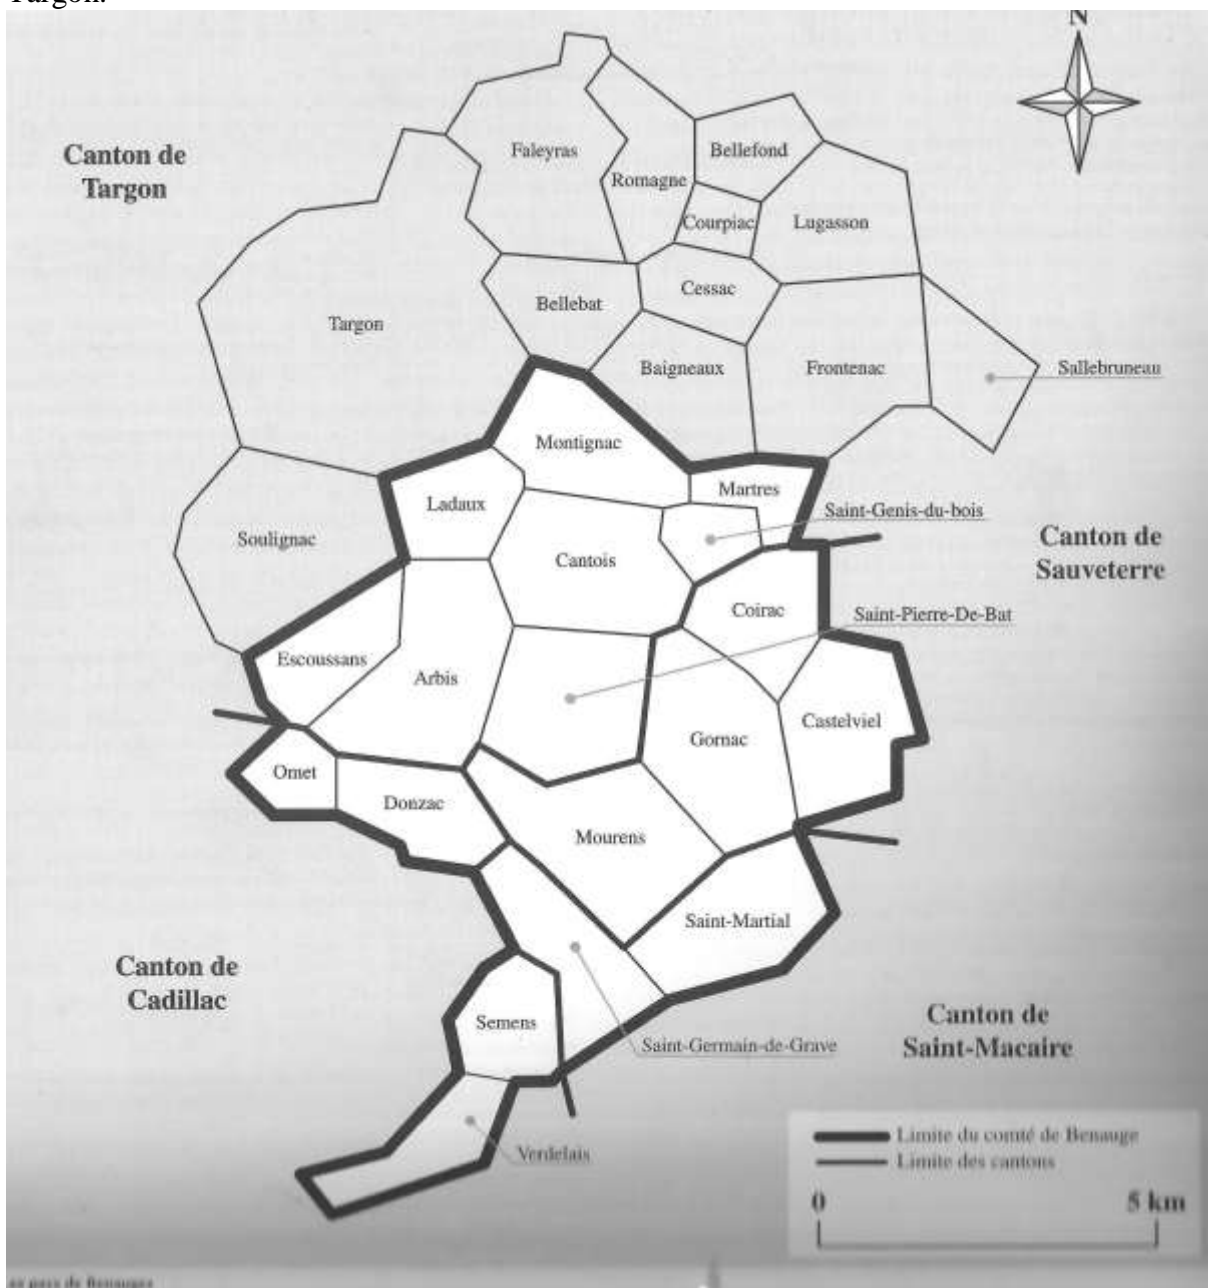 Targon.
N
Canton de
Targon
Faleyras
Bellefond
Romagne
Courpiac
Lugasson
Cessac
Bellebat
Targon
Baigneaux
Frontenac
Sallebruneau
Montignac
Martres
Ladaux
Saint-Genis-du-bois
Soulignac
Canton de
Sauveterre
Cantois
Coirac
Saint-Pierre-De-Bat
Escoussans
Arbis
Castelviel
Gornac
Omet
Donzac
Mourens
Saint-Martial
Canton de
Cadillac
Semens
Canton de
Saint-Macaire
Saint-Germain-de-Grave
Verdelais
Limite du comté de Benauge
Limite des cantons
0 5 km
pays de Benauges